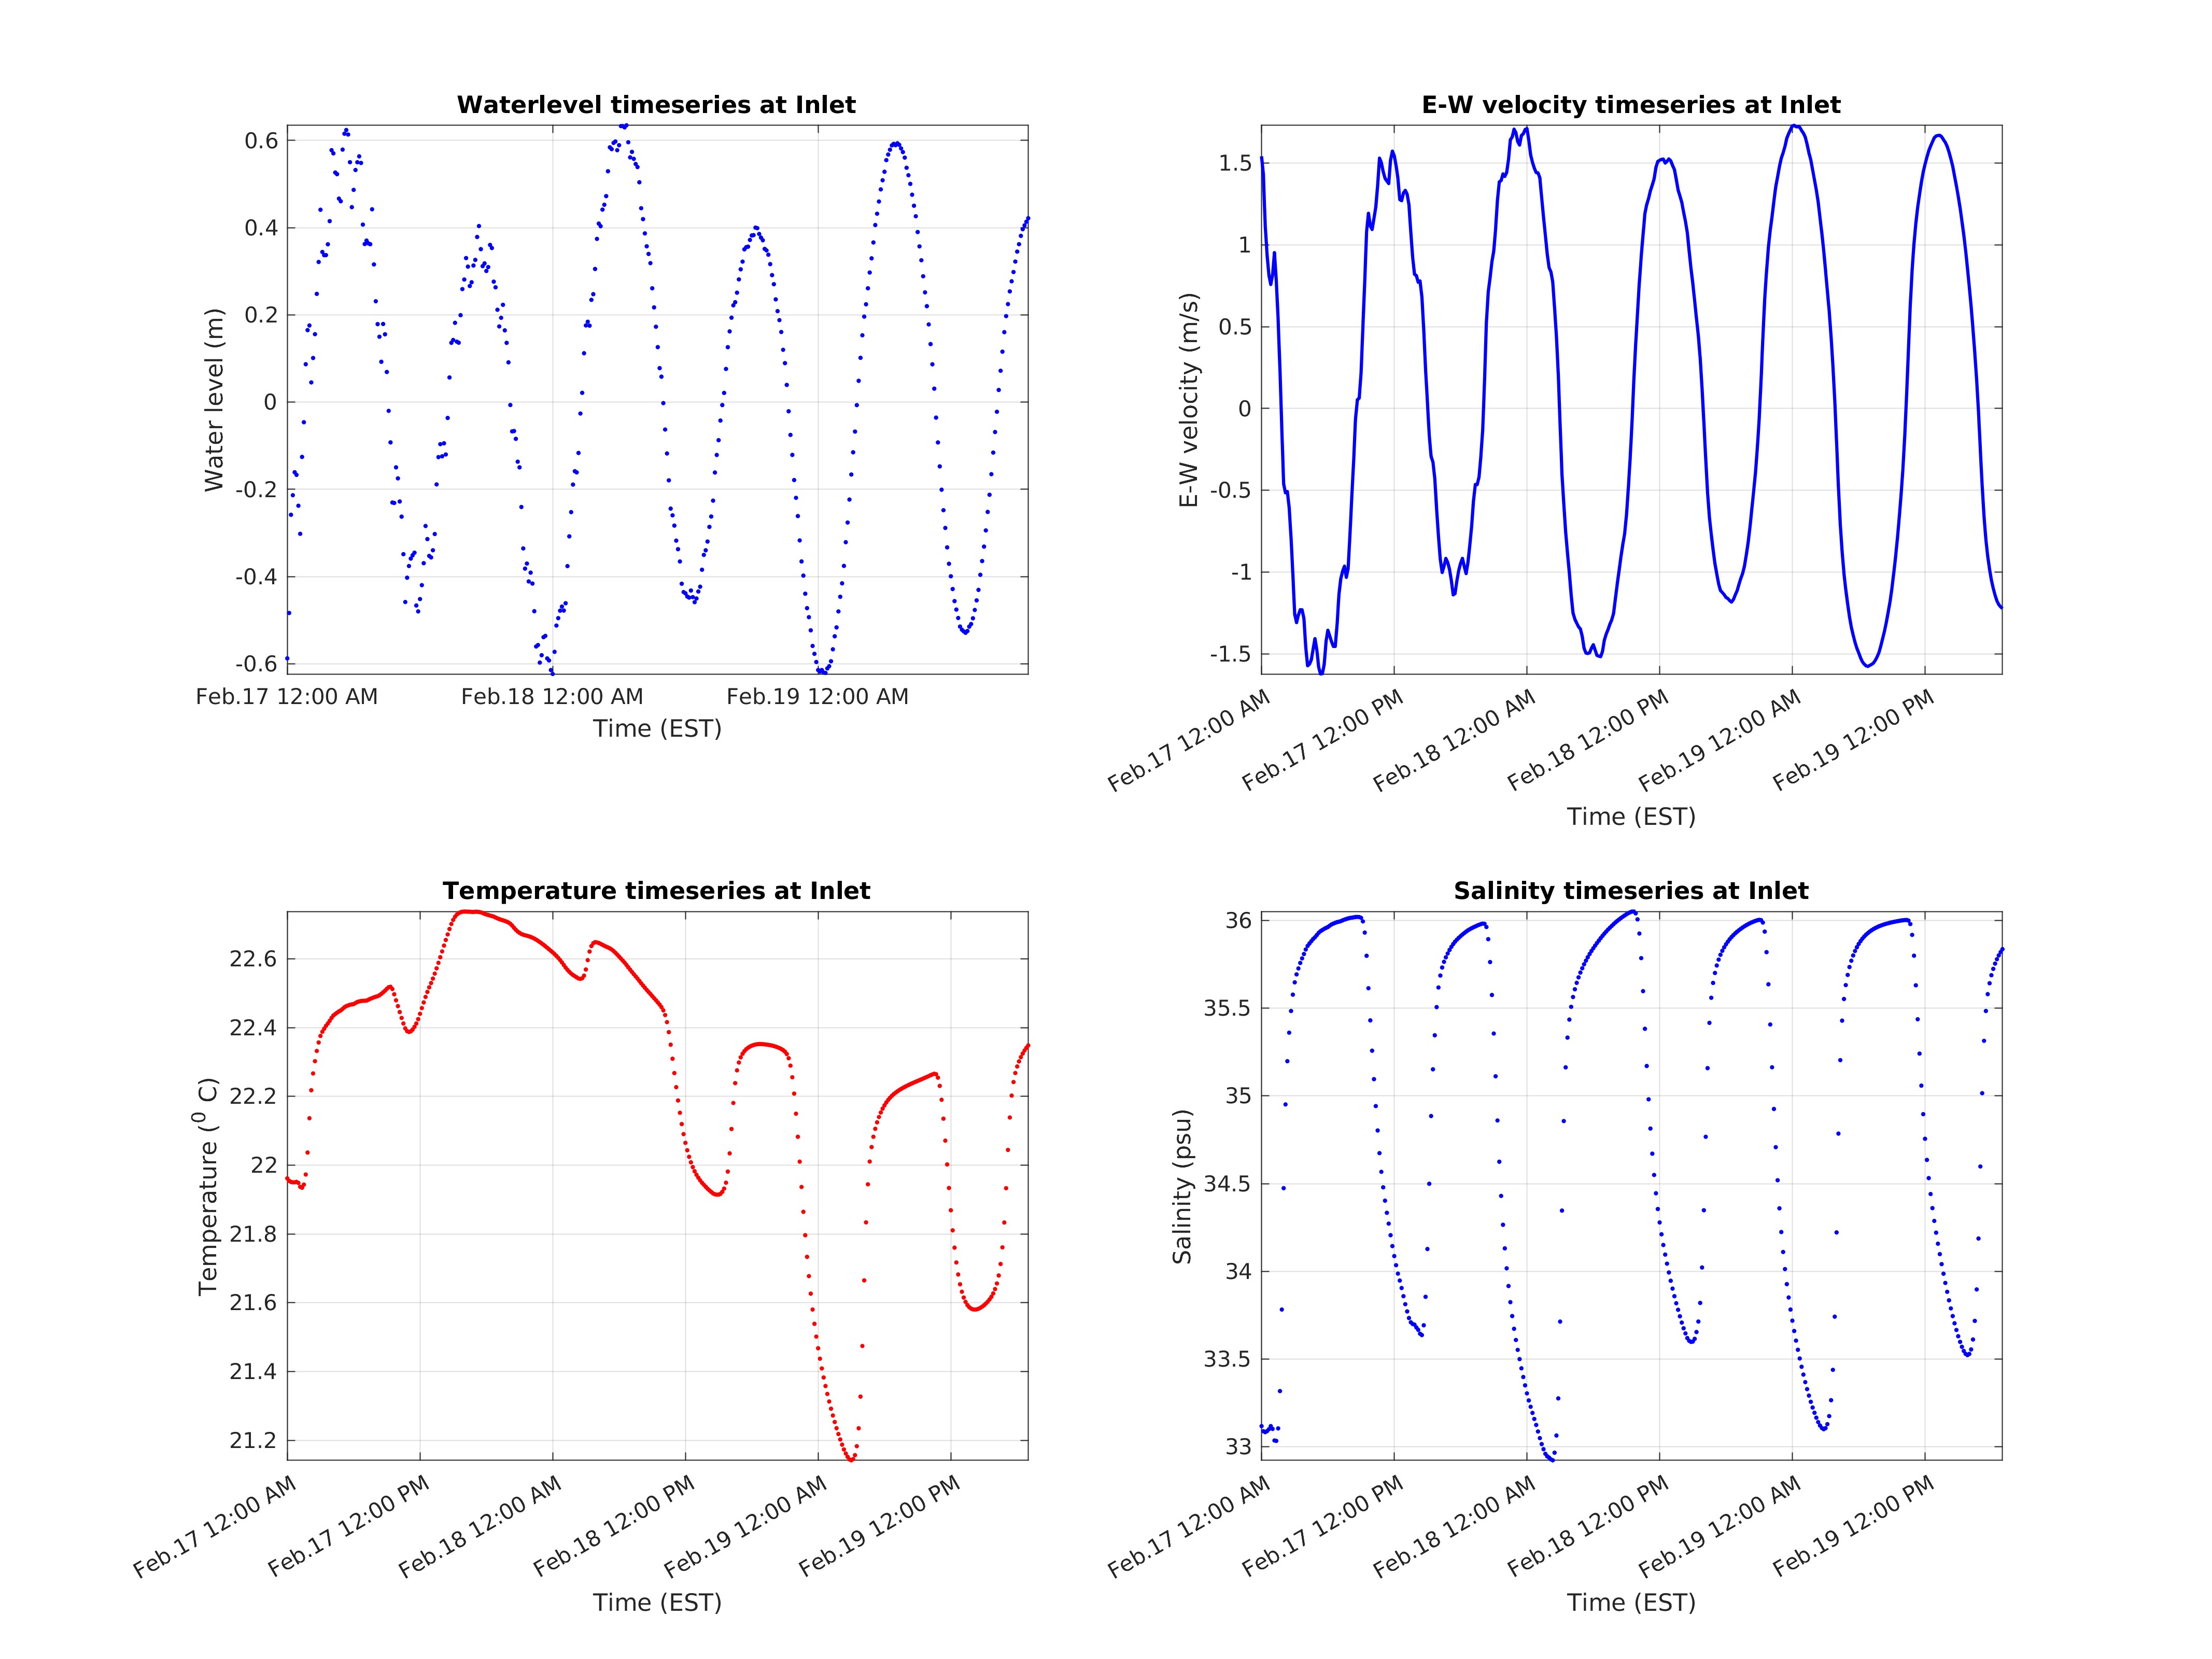 Waterlevel timeseries at Inlet
0.6
0.4
0.2
0
-0.2
-0.4
-0.6
Water level (m)
Feb.17 12:00 AM
Feb.18 12:00 AM
Feb.19 12:00 AM
Time (EST)
E-W velocity timeseries at Inlet
1.5
1
0.5
0
-0.5
-1
-1.5
E-W velocity (m/s)
Feb.17 12:00 AM
Feb.17 12:00 PM
Feb.18 12:00 AM
Feb.18 12:00 PM
Feb.19 12:00 AM
Feb.19 12:00 PM
Time (EST)
Temperature timeseries at Inlet
22.6
22.4
22.2
22
21.8
21.6
21.4
21.2
Temperature (⁰ C)
Feb.17 12:00 AM
Feb.17 12:00 PM
Feb.18 12:00 AM
Feb.18 12:00 PM
Feb.19 12:00 AM
Feb.19 12:00 PM
Time (EST)
Salinity timeseries at Inlet
36
35.5
35
34.5
34
33.5
33
Salinity (psu)
Feb.17 12:00 AM
Feb.17 12:00 PM
Feb.18 12:00 AM
Feb.18 12:00 PM
Feb.19 12:00 AM
Feb.19 12:00 PM
Time (EST)